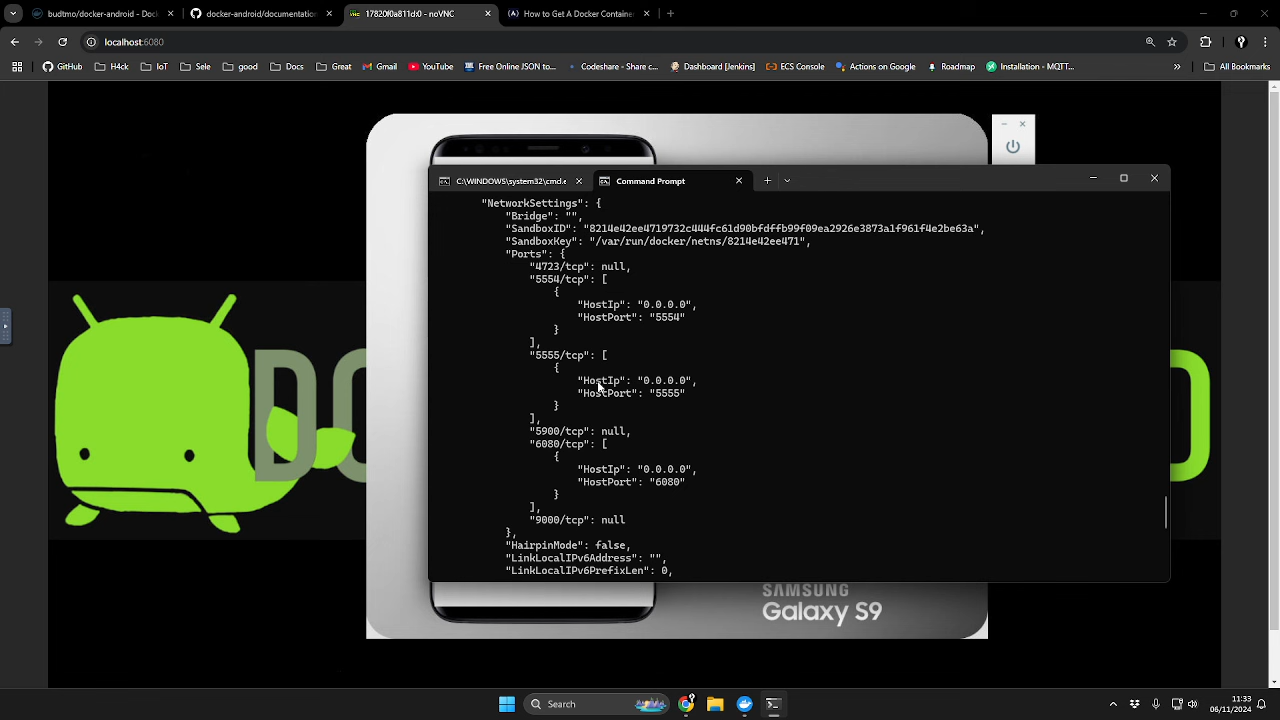 budtmo/docker-android - Dock
docker-android/documentation
17820f0a811d:0 - noVNC
How to Get A Docker Container
localhost:6080
GitHub
H4ck
IoT
Sale
good
Docs
Great
Gmail
YouTube
Free Online JSON to...
Codeshare - Share c...
Dashboard [Jenkins]
ECS Console
Actions on Google
Roadmap
Installation - MQTT...
All Bookmarks
C:\WINDOWS\system32\cmd.e
Command Prompt
"NetworkSettings": {
"Bridge": "",
"SandboxID": "8214e42ee4719732c444fc61d90bfdffb99f09ea2926e3873a1f961f4e2be63a",
"SandboxKey": "/var/run/docker/netns/8214e42ee471",
"Ports": {
"4723/tcp": null,
"5554/tcp": [
{
"HostIp": "0.0.0.0",
"HostPort": "5554"
}
],
"5555/tcp": [
{
"HostIp": "0.0.0.0",
"HostPort": "5555"
}
],
"5900/tcp": null,
"6080/tcp": [
{
"HostIp": "0.0.0.0",
"HostPort": "6080"
}
],
"9000/tcp": null
},
"HairpinMode": false,
"LinkLocalIPv6Address": "",
"LinkLocalIPv6PrefixLen": 0,
SAMSUNG
Galaxy S9
Search
11:33
06/11/2024